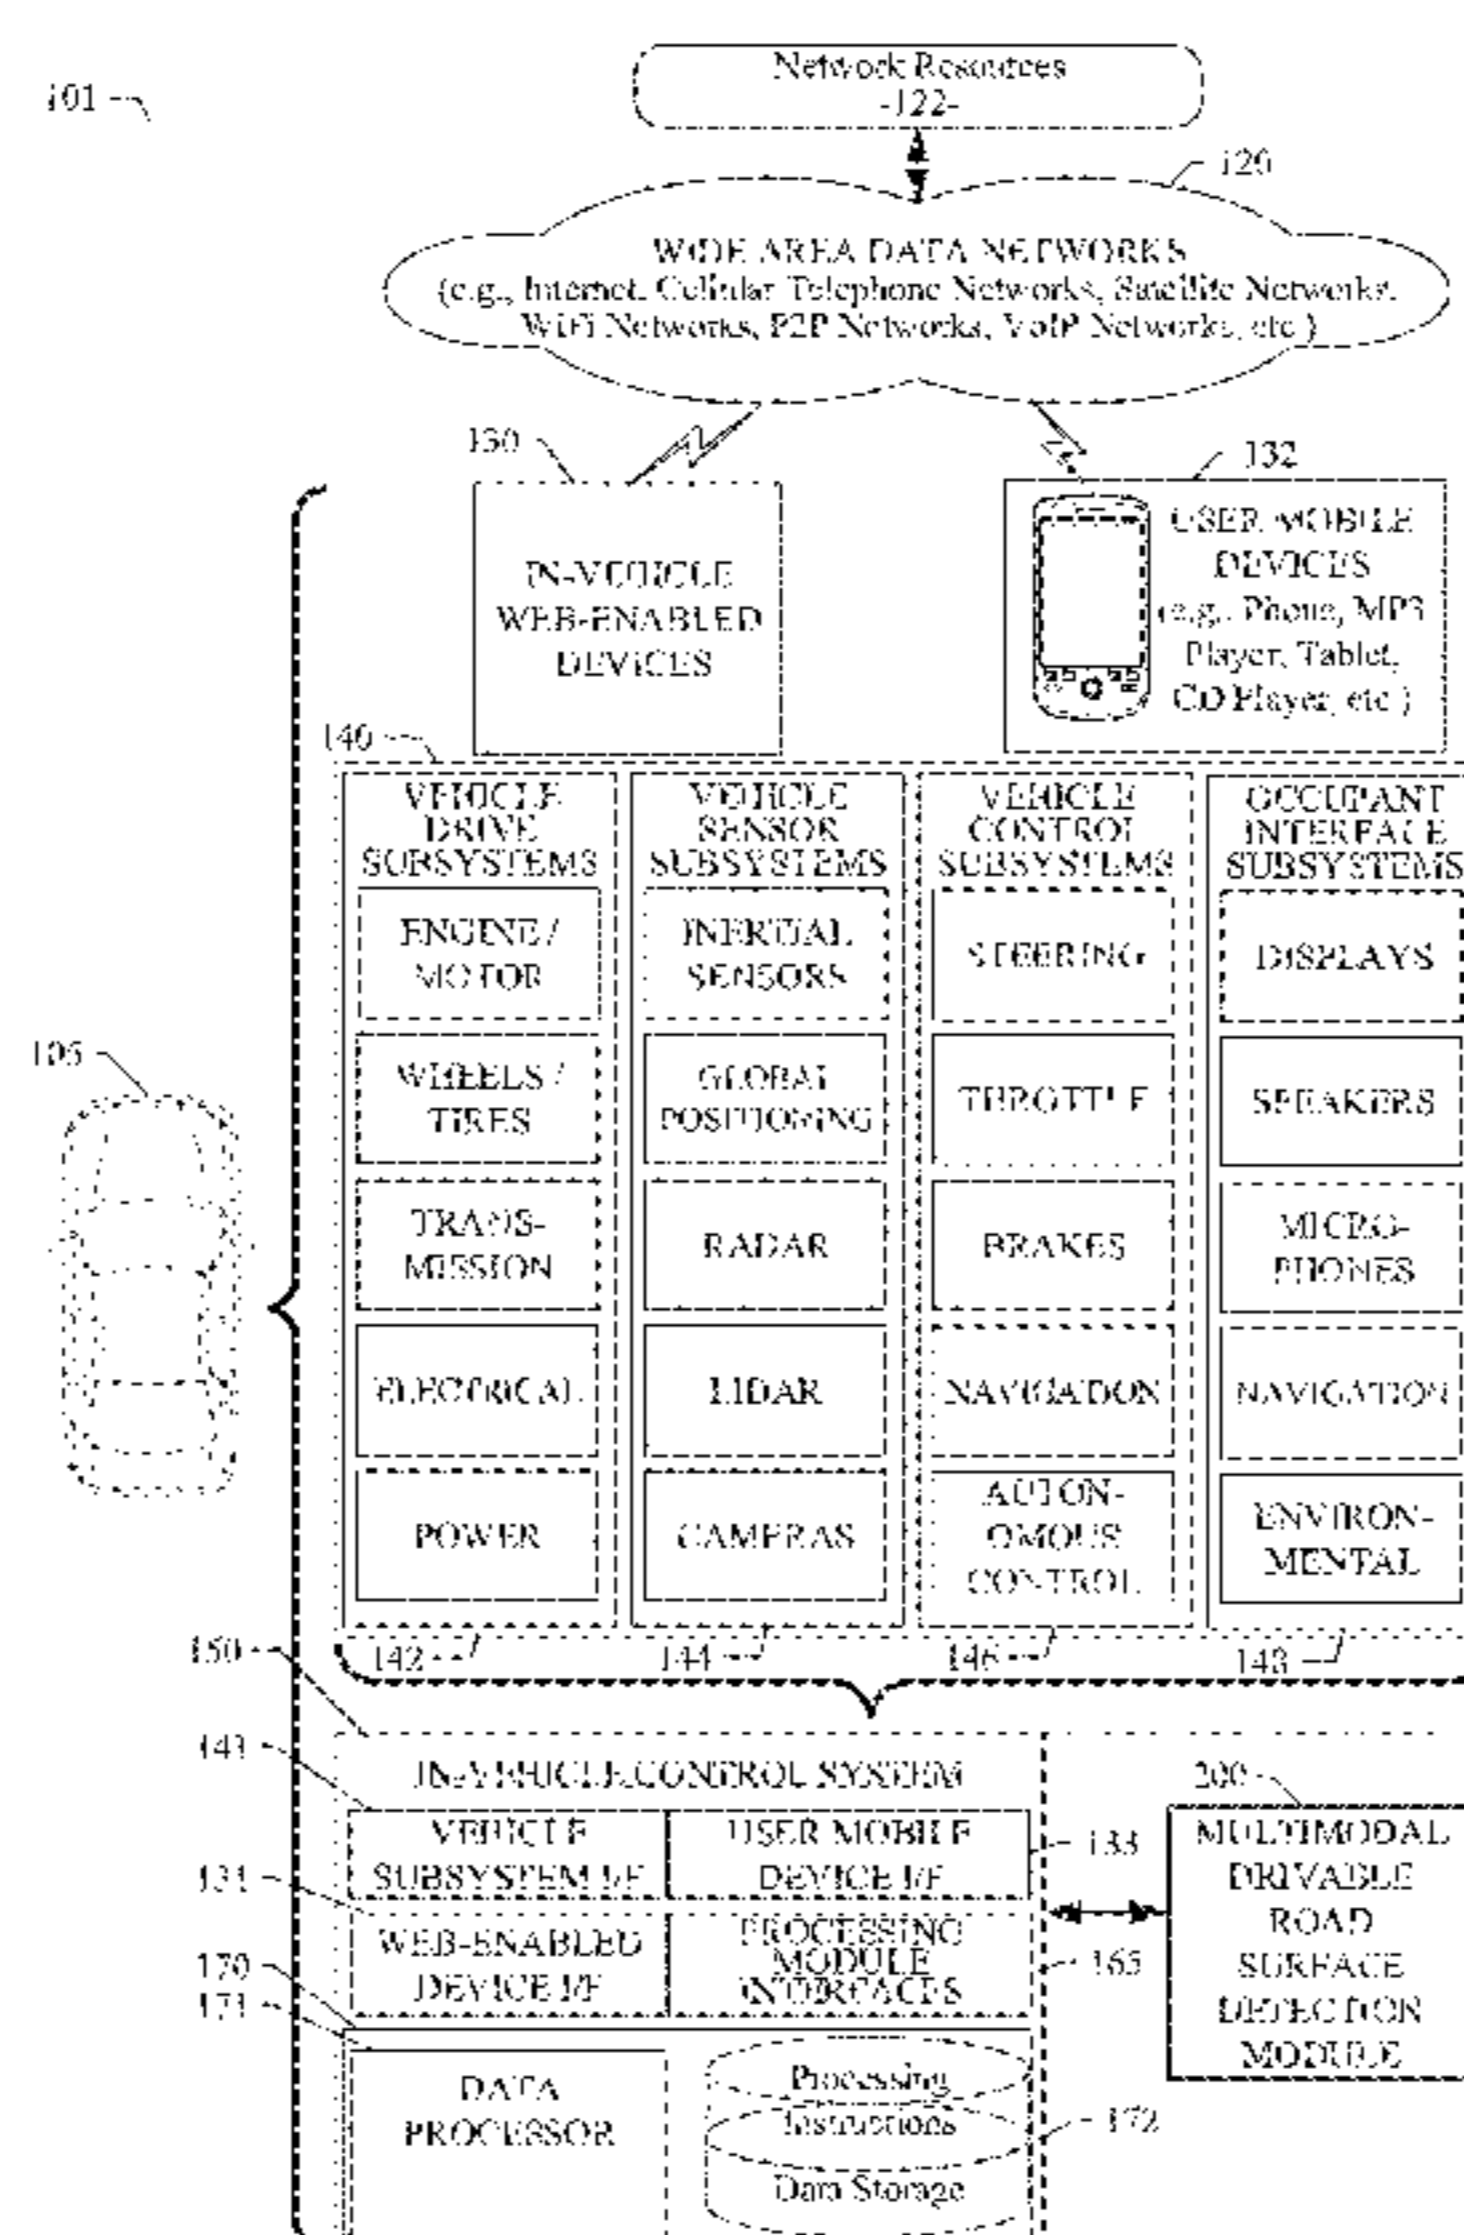 101
Network Resources
-122-
120
WIDE AREA DATA NETWORKS
(e.g., Internet, Cellular Telephone Networks, Satellite Networks,
WiFi Networks, P2P Networks, VoIP Networks, etc.)
130
132
IN-VEHICLE
WEB-ENABLED
DEVICES
USER MOBILE
DEVICES
(e.g., Phone, MP3
Player, Tablet,
CD Player, etc.)
140
VEHICLE
DRIVE
SUBSYSTEMS
ENGINE /
MOTOR
WHEELS /
TIRES
TRANS-
MISSION
ELECTRICAL
POWER
142
VEHICLE
SENSOR
SUBSYSTEMS
INERTIAL
SENSORS
GLOBAL
POSITIONING
RADAR
LIDAR
CAMERAS
144
VEHICLE
CONTROL
SUBSYSTEMS
STEERING
THROTTLE
BRAKES
NAVIGATION
AUTON-
OMOUS
CONTROL
146
OCCUPANT
INTERFACE
SUBSYSTEMS
DISPLAYS
SPEAKERS
MICRO-
PHONES
NAVIGATION
ENVIRON-
MENTAL
148
105
150
IN-VEHICLE CONTROL SYSTEM
141
VEHICLE
SUBSYSTEM I/F
USER MOBILE
DEVICE I/F
133
131
WEB-ENABLED
DEVICE I/F
PROCESSING
MODULE
INTERFACES
165
170
171
DATA
PROCESSOR
Processing
Instructions
Data Storage
172
200
MULTIMODAL
DRIVABLE
ROAD
SURFACE
DETECTION
MODULE